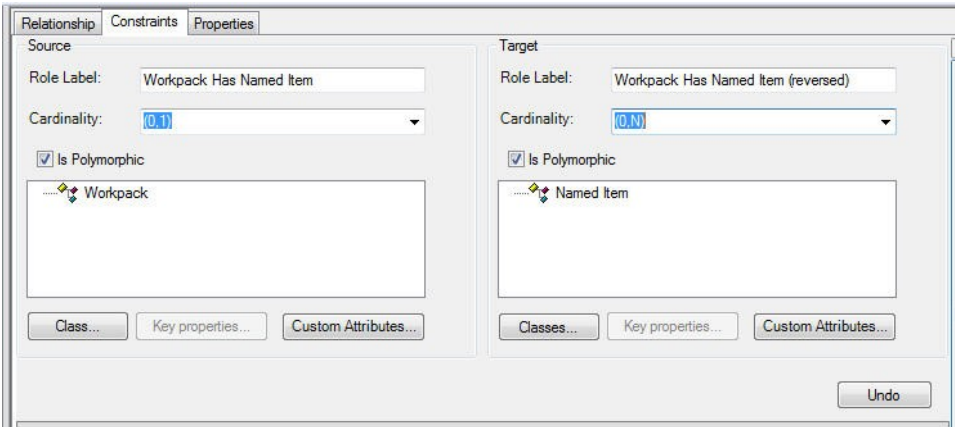 Relationship Constraints Properties
Source Target
Role Label: Workpack Has Named Item Role Label: Workpack Has Named Item (reversed)
Cardinality: (0,1) Cardinality: (0,N)
Is Polymorphic Is Polymorphic
Workpack Named Item
Class... Key properties... Custom Attributes... Classes... Key properties... Custom Attributes...
Undo